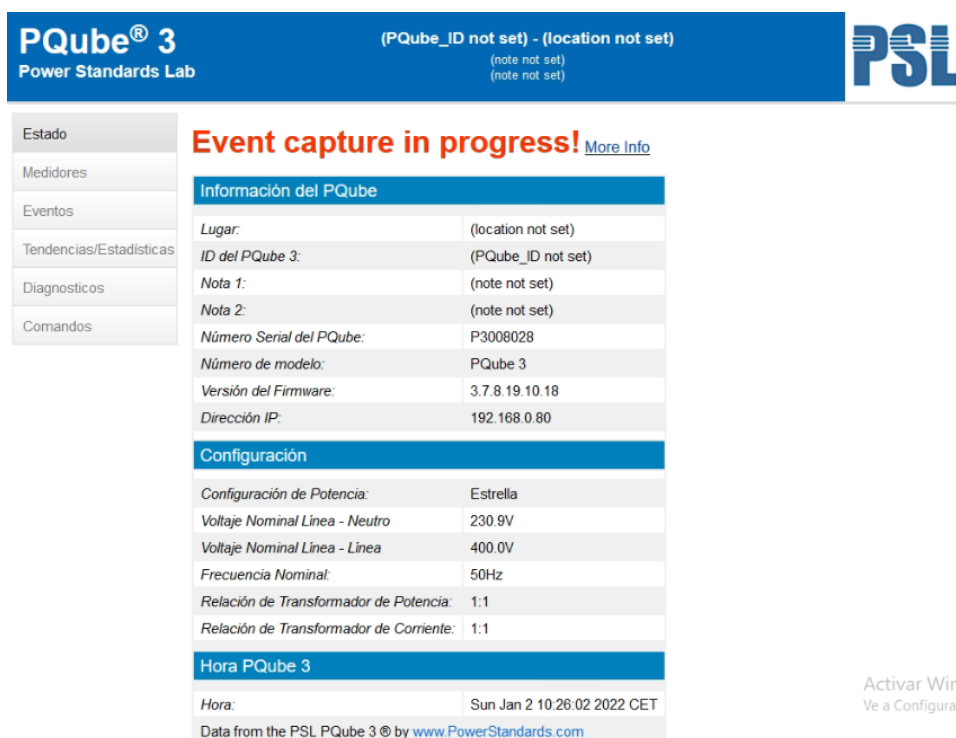 PQube® 3
Power Standards Lab
(PQube_ID not set) - (location not set)
(note not set)
(note not set)
PSL
Estado
Medidores
Eventos
Tendencias/Estadísticas
Diagnosticos
Comandos
Event capture in progress! More Info
Información del PQube
Lugar: (location not set)
ID del PQube 3: (PQube_ID not set)
Nota 1: (note not set)
Nota 2: (note not set)
Número Serial del PQube: P3008028
Número de modelo: PQube 3
Versión del Firmware: 3.7.8.19.10.18
Dirección IP: 192.168.0.80
Configuración
Configuración de Potencia: Estrella
Voltaje Nominal Línea - Neutro 230.9V
Voltaje Nominal Línea - Línea 400.0V
Frecuencia Nominal: 50Hz
Relación de Transformador de Potencia: 1:1
Relación de Transformador de Corriente: 1:1
Hora PQube 3
Hora: Sun Jan 2 10:26:02 2022 CET
Data from the PSL PQube 3 ® by www.PowerStandards.com
Activar Win
Ve a Configura